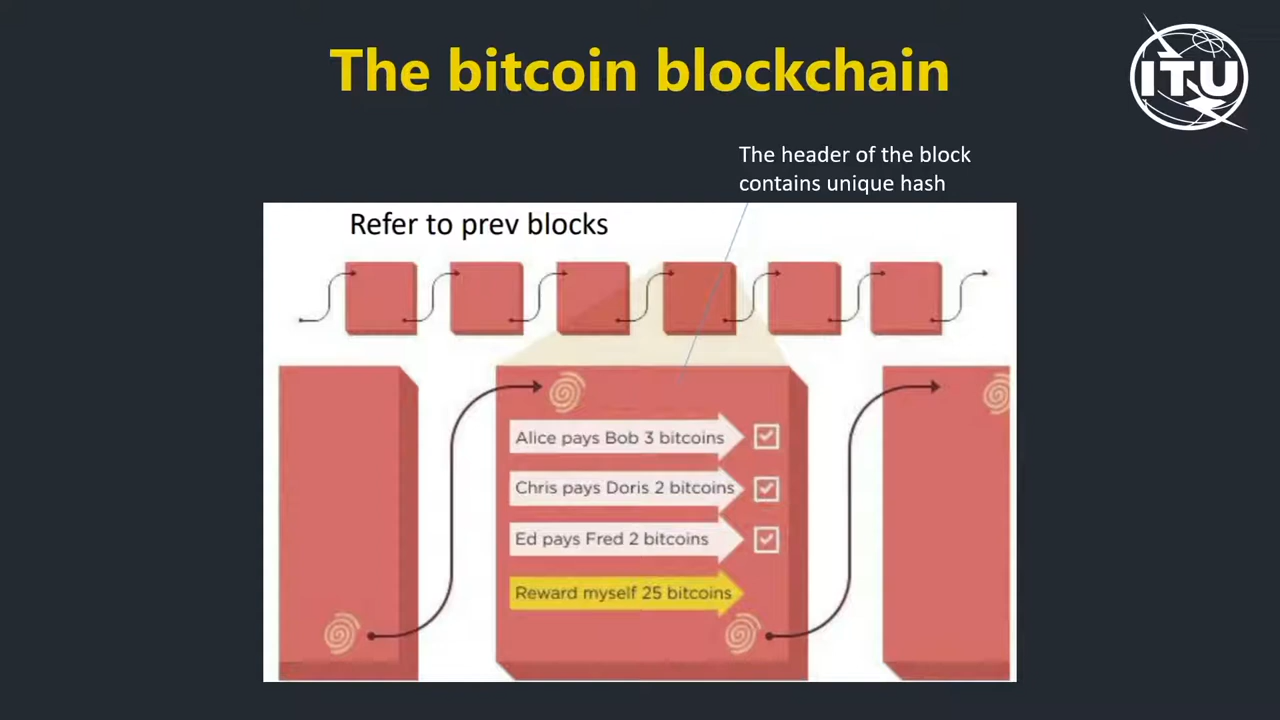 The bitcoin blockchain
ITU
The header of the block
contains unique hash
Refer to prev blocks
Alice pays Bob 3 bitcoins
Chris pays Doris 2 bitcoins
Ed pays Fred 2 bitcoins
Reward myself 25 bitcoins